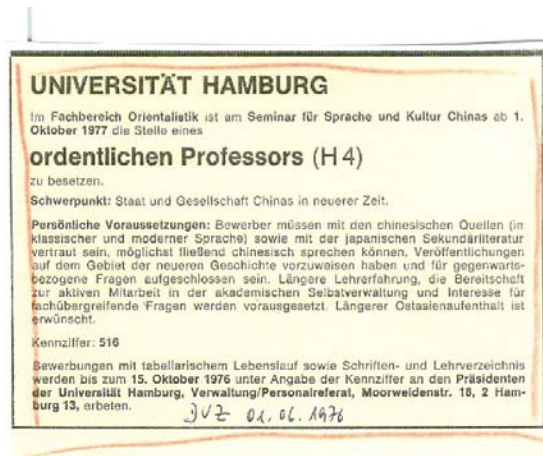 UNIVERSITÄT HAMBURG
Im Fachbereich Orientalistik ist am Seminar für Sprache und Kultur Chinas ab 1.
Oktober 1977 die Stelle eines
ordentlichen Professors (H 4)
zu besetzen.
Schwerpunkt: Staat und Gesellschaft Chinas in neuerer Zeit.
Persönliche Voraussetzungen: Bewerber müssen mit den chinesischen Quellen (in
klassischer und moderner Sprache) sowie mit der japanischen Sekundärliteratur
vertraut sein, möglichst fließend chinesisch sprechen können, Veröffentlichungen
auf dem Gebiet der neueren Geschichte vorzuweisen haben und für gegenwarts-
bezogene Fragen aufgeschlossen sein. Längere Lehrerfahrung, die Bereitschaft
zur aktiven Mitarbeit in der akademischen Selbstverwaltung und Interesse für
fachübergreifende Fragen werden vorausgesetzt. Längerer Ostasienaufenthalt ist
erwünscht.
Kennziffer: 516
Bewerbungen mit tabellarischem Lebenslauf sowie Schriften- und Lehrverzeichnis
werden bis zum 15. Oktober 1976 unter Angabe der Kennziffer an den Präsidenten
der Universität Hamburg, Verwaltung/Personalreferat, Moorweidenstr. 18, 2 Ham-
burg 13, erbeten.
DUZ 01.06.1976